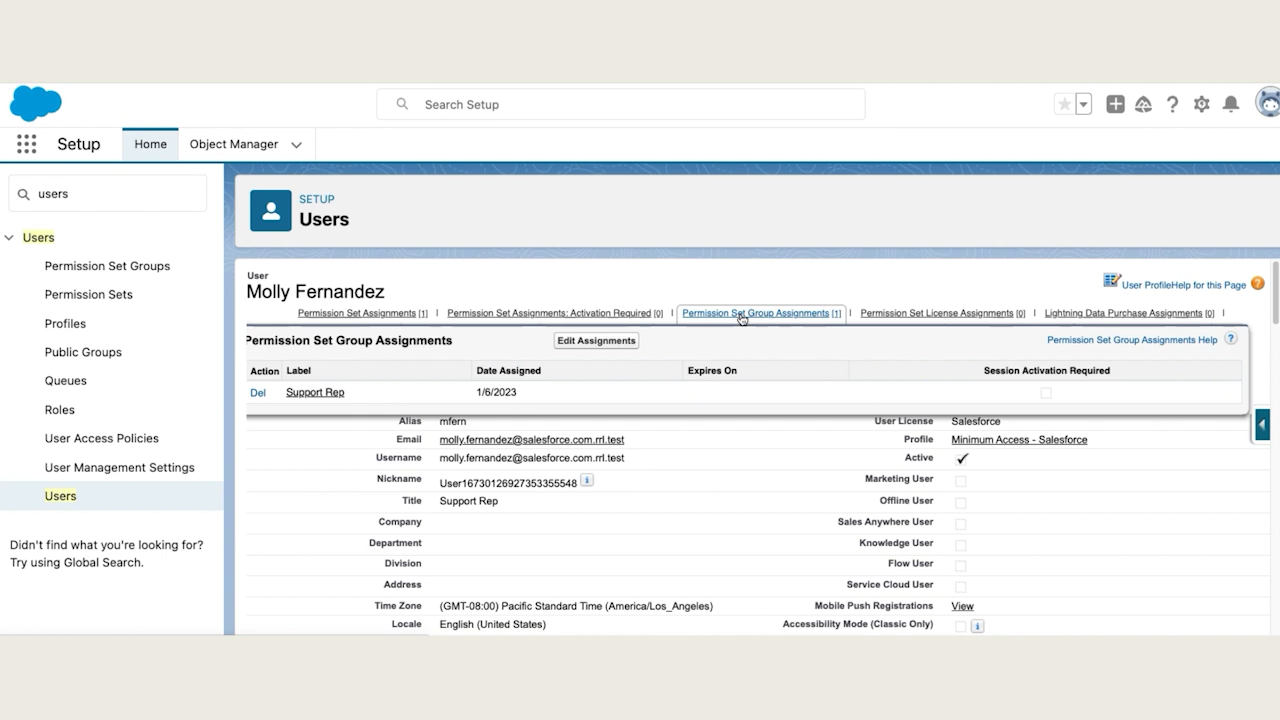 Search Setup
Setup
Home
Object Manager
users
Users
Permission Set Groups
Permission Sets
Profiles
Public Groups
Queues
Roles
User Access Policies
User Management Settings
Users
Didn't find what you're looking for?
Try using Global Search.
SETUP
Users
User
Molly Fernandez
User ProfileHelp for this Page
Permission Set Assignments [1] | Permission Set Assignments: Activation Required [0] | Permission Set Group Assignments [1] | Permission Set License Assignments [0] | Lightning Data Purchase Assignments [0] |
Permission Set Group Assignments
Edit Assignments
Permission Set Group Assignments Help ?
Action Label Date Assigned Expires On Session Activation Required
Del Support Rep 1/6/2023
Alias mfern User License Salesforce
Email molly.fernandez@salesforce.com.rrl.test Profile Minimum Access - Salesforce
Username molly.fernandez@salesforce.com.rrl.test Active
Nickname User16730126927353355548 i Marketing User
Title Support Rep Offline User
Company Sales Anywhere User
Department Knowledge User
Division Flow User
Address Service Cloud User
Time Zone (GMT-08:00) Pacific Standard Time (America/Los_Angeles) Mobile Push Registrations View
Locale English (United States) Accessibility Mode (Classic Only) i